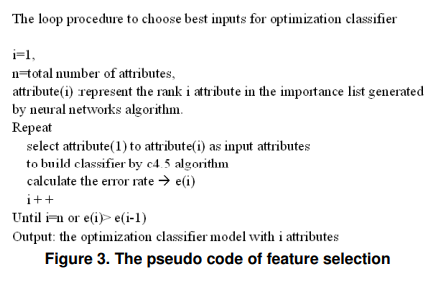 The loop procedure to choose best inputs for optimization classifier
i=1,
n=total number of attributes,
attribute(i) :represent the rank i attribute in the importance list generated
by neural networks algorithm.
Repeat
select attribute(1) to attribute(i) as input attributes
to build classifier by c4.5 algorithm
calculate the error rate → e(i)
i++
Until i=n or e(i)> e(i-1)
Output: the optimization classifier model with i attributes
Figure 3. The pseudo code of feature selection